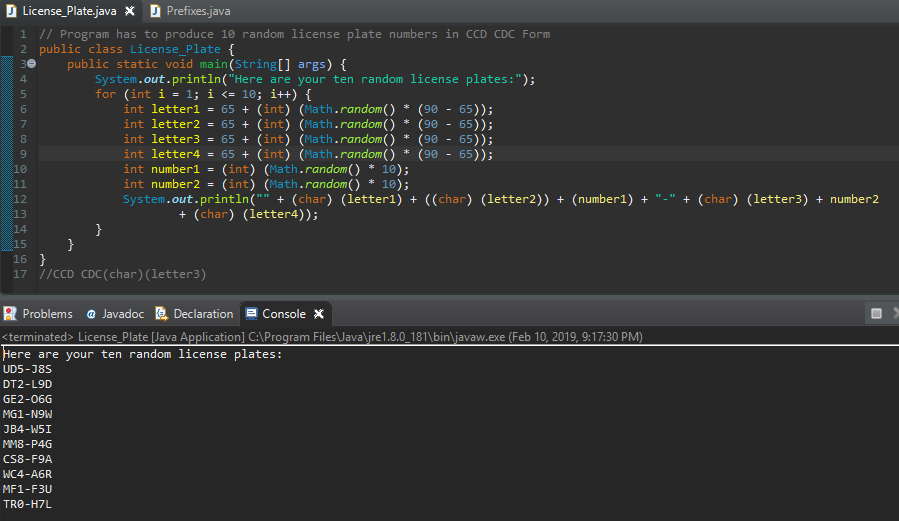 License_Plate.java Prefixes.java
1 // Program has to produce 10 random license plate numbers in CCD CDC Form
2 public class License_Plate {
3 public static void main(String[] args) {
4 System.out.println("Here are your ten random license plates:");
5 for (int i = 1; i <= 10; i++) {
6 int letter1 = 65 + (int) (Math.random() * (90 - 65));
7 int letter2 = 65 + (int) (Math.random() * (90 - 65));
8 int letter3 = 65 + (int) (Math.random() * (90 - 65));
9 int letter4 = 65 + (int) (Math.random() * (90 - 65));
10 int number1 = (int) (Math.random() * 10);
11 int number2 = (int) (Math.random() * 10);
12 System.out.println("" + (char) (letter1) + ((char) (letter2)) + (number1) + "-" + (char) (letter3) + number2
13 + (char) (letter4));
14 }
15 }
16 }
17 //CCD CDC(char)(letter3)
Problems @ Javadoc Declaration Console
<terminated> License_Plate [Java Application] C:\Program Files\Java\jre1.8.0_181\bin\javaw.exe (Feb 10, 2019, 9:17:30 PM)
Here are your ten random license plates:
UD5-J8S
DT2-L9D
GE2-O6G
MG1-N9W
JB4-W5I
MM8-P4G
CS8-F9A
WC4-A6R
MF1-F3U
TR0-H7L